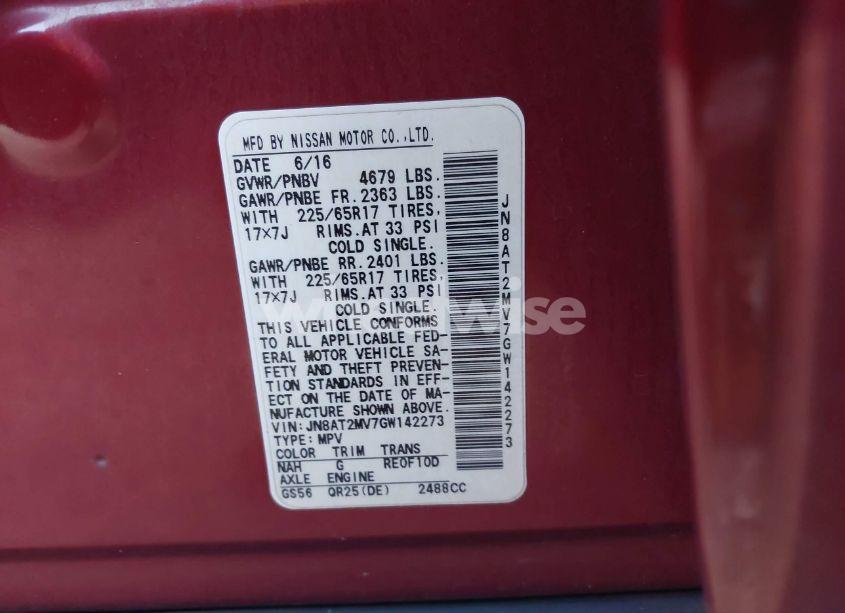 MFD BY NISSAN MOTOR CO.,LTD.
DATE 6/16
GVWR/PNBV 4679 LBS.
GAWR/PNBE FR.2363 LBS.
WITH 225/65R17 TIRES,
17×7J RIMS.AT 33 PSI
COLD SINGLE.
GAWR/PNBE RR.2401 LBS.
WITH 225/65R17 TIRES,
17×7J RIMS.AT 33 PSI
COLD SINGLE.
THIS VEHICLE CONFORMS
TO ALL APPLICABLE FED-
ERAL MOTOR VEHICLE SA-
FETY AND THEFT PREVEN-
TION STANDARDS IN EFF-
ECT ON THE DATE OF MA-
NUFACTURE SHOWN ABOVE.
VIN:JN8AT2MV7GW142273
TYPE:MPV
COLOR TRIM TRANS
NAH G RE0F10D
AXLE ENGINE
GS56 QR25(DE) 2488CC
JN8AT2MV7GW142273